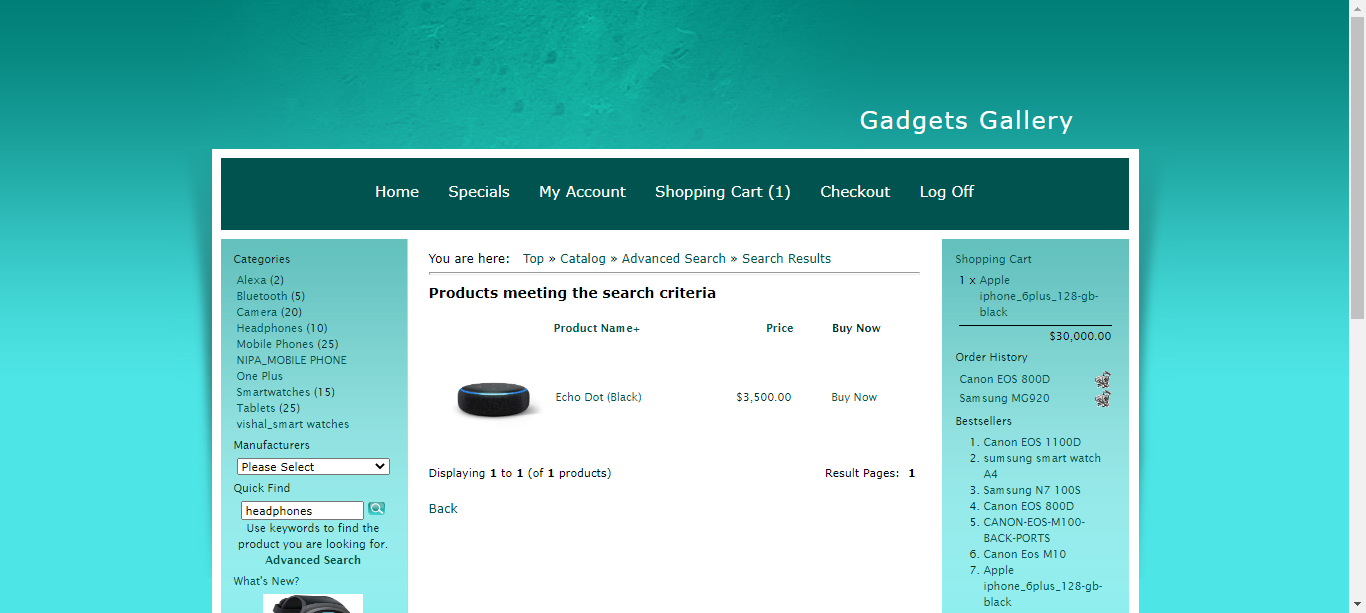 Gadgets Gallery
Home Specials My Account Shopping Cart (1) Checkout Log Off
Categories
Alexa (2)
Bluetooth (5)
Camera (20)
Headphones (10)
Mobile Phones (25)
NIPA_MOBILE PHONE
One Plus
Smartwatches (15)
Tablets (25)
vishal_smart watches
Manufacturers
Please Select
Quick Find
headphones
Use keywords to find the
product you are looking for.
Advanced Search
What's New?
You are here: Top » Catalog » Advanced Search » Search Results
Products meeting the search criteria
Product Name+ Price Buy Now
Echo Dot (Black) $3,500.00 Buy Now
Displaying 1 to 1 (of 1 products) Result Pages: 1
Back
Shopping Cart
1 x Apple
iphone_6plus_128-gb-
black
$30,000.00
Order History
Canon EOS 800D
Samsung MG920
Bestsellers
1. Canon EOS 1100D
2. sumsung smart watch
A4
3. Samsung N7 100S
4. Canon EOS 800D
5. CANON-EOS-M100-
BACK-PORTS
6. Canon Eos M10
7. Apple
iphone_6plus_128-gb-
black